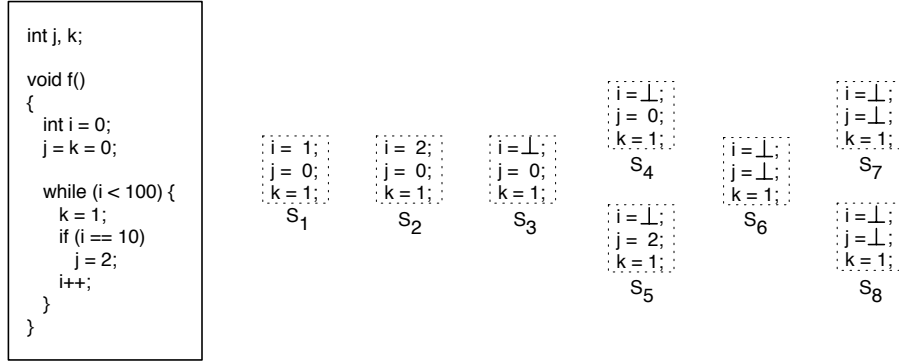 int j, k;
void f()
{
int i = 0;
j = k = 0;
while (i < 100) {
k = 1;
if (i == 10)
j = 2;
i++;
}
}
i = 1;
j = 0;
k = 1;
S1
i = 2;
j = 0;
k = 1;
S2
i = ⊥;
j = 0;
k = 1;
S3
i = ⊥;
j = 0;
k = 1;
S4
i = ⊥;
j = 2;
k = 1;
S5
i = ⊥;
j = ⊥;
k = 1;
S6
i = ⊥;
j = ⊥;
k = 1;
S7
i = ⊥;
j = ⊥;
k = 1;
S8